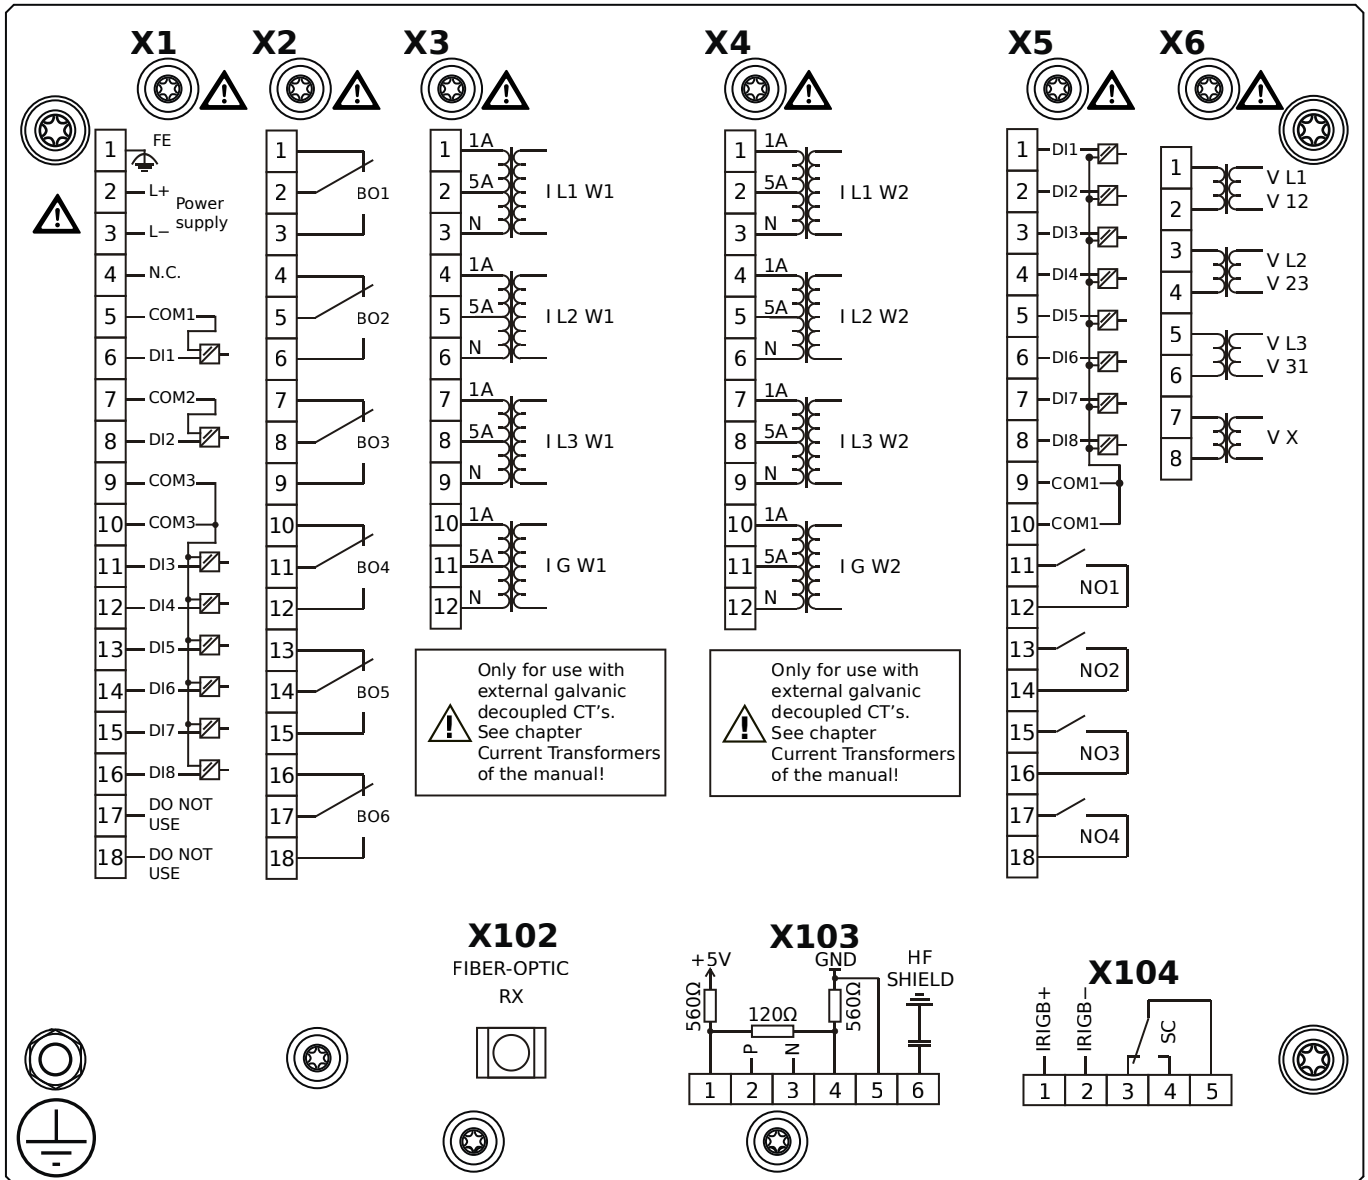 X1
X2
X3
X4
X5
X6
1 FE
2 L+
Power
supply
3 L−
4 N.C.
5 COM1
6 DI1
7 COM2
8 DI2
9 COM3
10 COM3
11 DI3
12 DI4
13 DI5
14 DI6
15 DI7
16 DI8
17 DO NOT
USE
18 DO NOT
USE
1
2 BO1
3
4
5 BO2
6
7
8 BO3
9
10
11 BO4
12
13
14 BO5
15
16
17 BO6
18
1 1A
2 5A I L1 W1
3 N
4 1A
5 5A I L2 W1
6 N
7 1A
8 5A I L3 W1
9 N
10 1A
11 5A I G W1
12 N
Only for use with
external galvanic
decoupled CT's.
See chapter
Current Transformers
of the manual!
1 1A
2 5A I L1 W2
3 N
4 1A
5 5A I L2 W2
6 N
7 1A
8 5A I L3 W2
9 N
10 1A
11 5A I G W2
12 N
Only for use with
external galvanic
decoupled CT's.
See chapter
Current Transformers
of the manual!
1 DI1
2 DI2
3 DI3
4 DI4
5 DI5
6 DI6
7 DI7
8 DI8
9 COM1
10 COM1
11
NO1
12
13
NO2
14
15
NO3
16
17
NO4
18
1 V L1
2 V 12
3 V L2
4 V 23
5 V L3
6 V 31
7
V X
8
X102
FIBER-OPTIC
RX
X103
+5V
GND
HF
SHIELD
560Ω
120Ω
560Ω
P
N
1 2 3 4 5 6
X104
IRIGB+
IRIGB−
SC
1 2 3 4 5